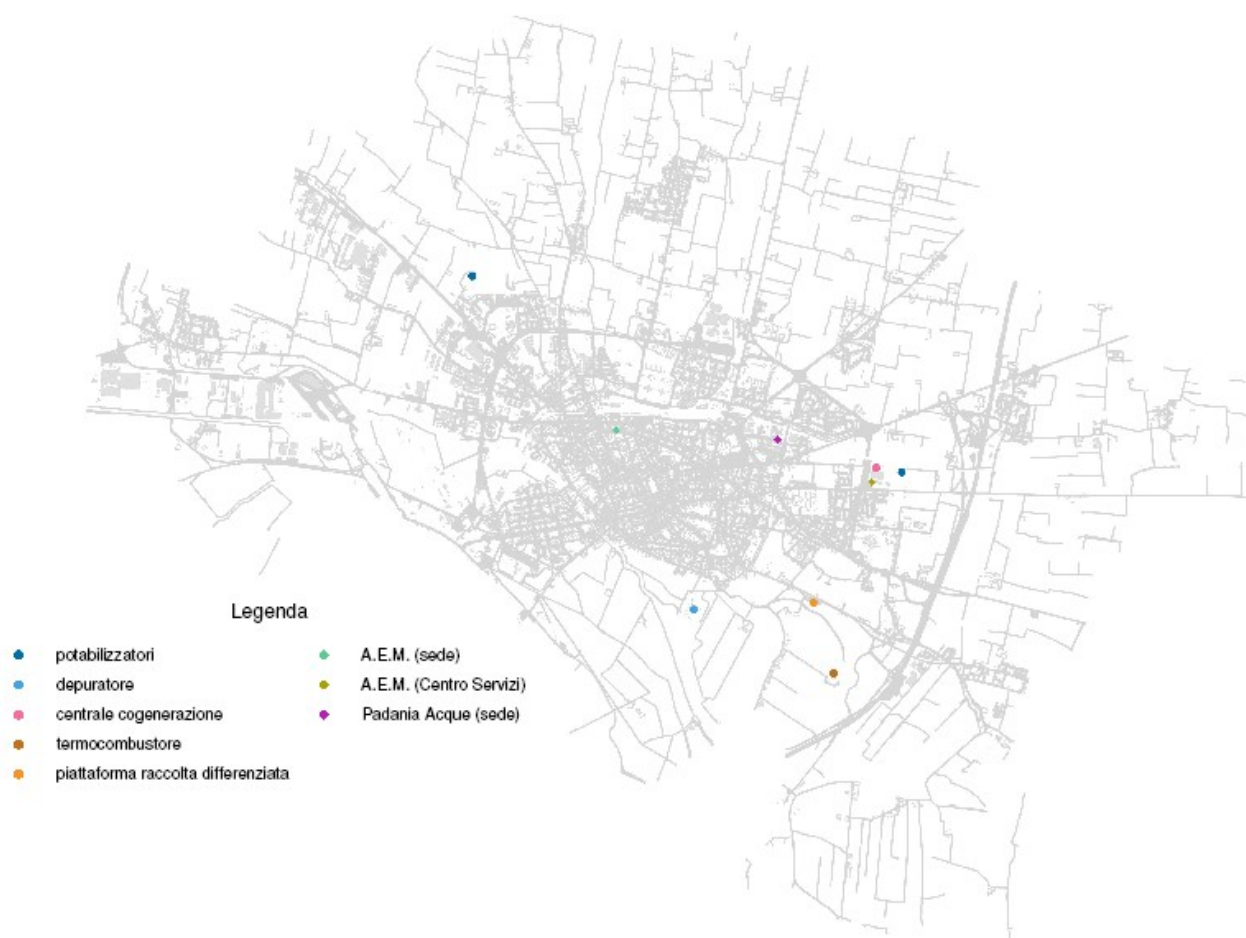 Legenda
potabilizzatori
depuratore
centrale cogenerazione
termocombustore
piattaforma raccolta differenziata
A.E.M. (sede)
A.E.M. (Centro Servizi)
Padania Acque (sede)